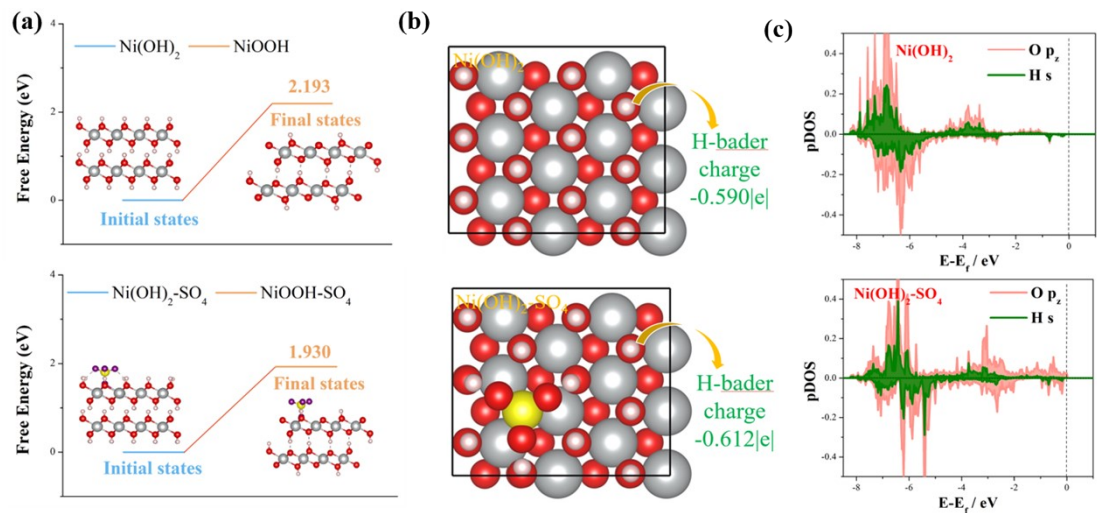 (a)
Ni(OH)2 NiOOH
Free Energy (eV)
4
2
0
2.193
Final states
Initial states
Ni(OH)2-SO4 NiOOH-SO4
Free Energy (eV)
4
2
0
1.930
Final states
Initial states
(b)
Ni(OH)2
H-bader
charge
-0.590|e|
Ni(OH)2-SO4
H-bader
charge
-0.612|e|
(c)
Ni(OH)2
O pz
H s
pDOS
0.4
0.2
0.0
-0.2
-0.4
-8 -6 -4 -2 0
E-Ef / eV
Ni(OH)2-SO4
O pz
H s
pDOS
0.4
0.2
0.0
-0.2
-0.4
-8 -6 -4 -2 0
E-Ef / eV